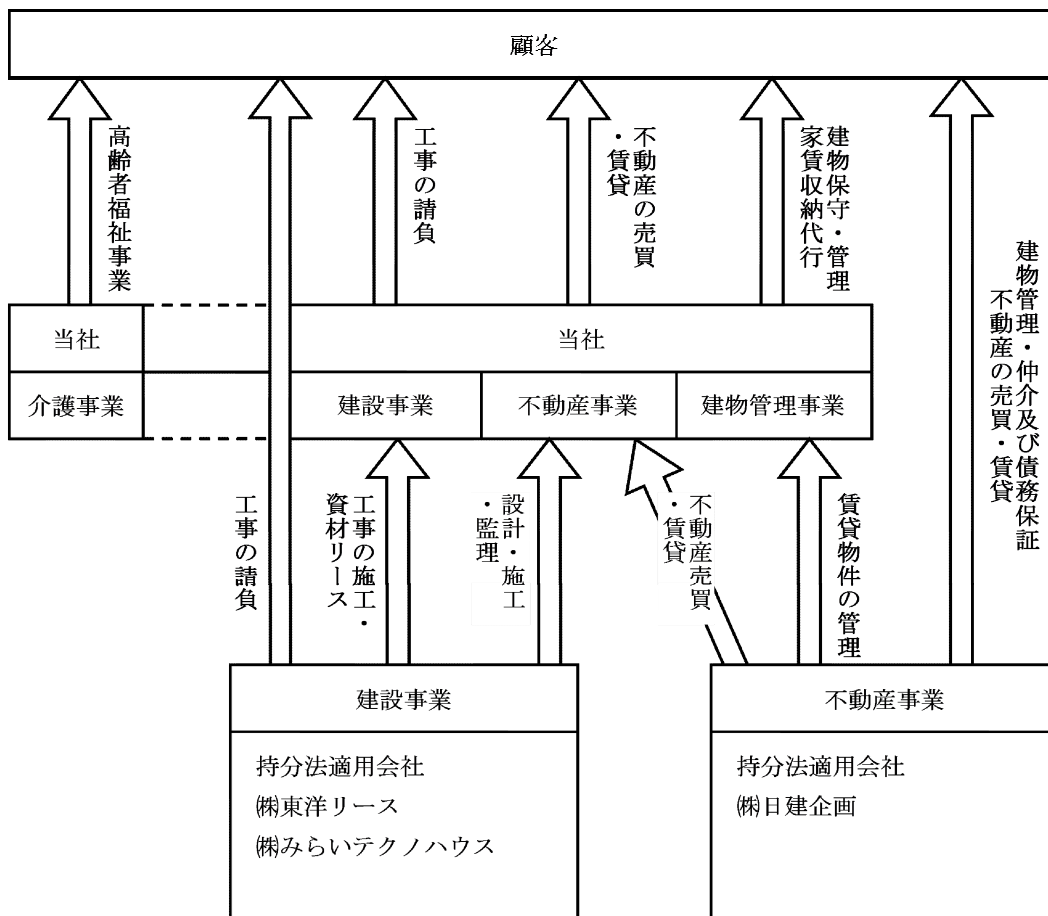 顧客
高齢者福祉事業
工事の請負
不動産の売買
・賃貸
建物保守・管理
家賃収納代行
建物管理・仲介及び債務保証
不動産の売買・賃貸
当社
当社
介護事業
建設事業
不動産事業
建物管理事業
工事の請負
工事の施工・
資材リース
設計・施工
・監理
不動産売買
・賃貸
賃貸物件の管理
建設事業
持分法適用会社
㈱東洋リース
㈱みらいテクノハウス
不動産事業
持分法適用会社
㈱日建企画